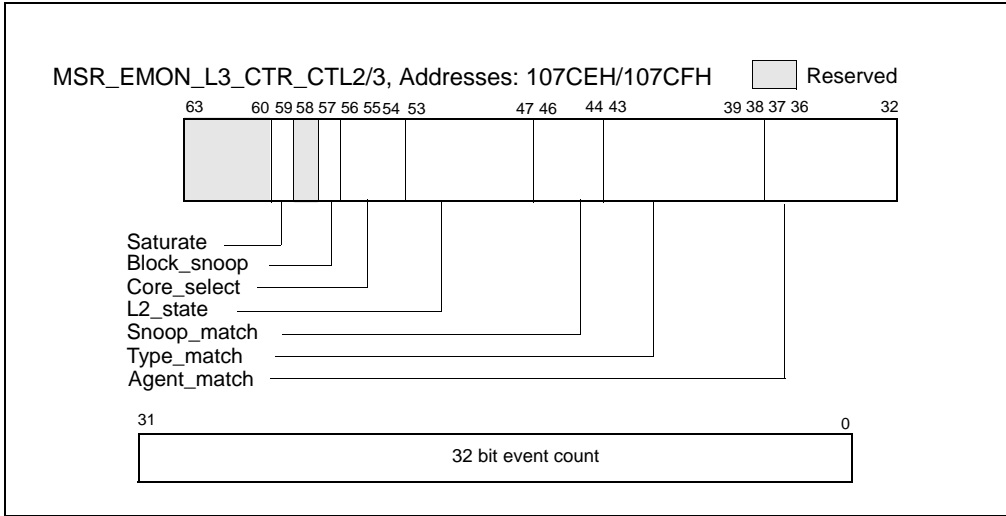 MSR_EMON_L3_CTR_CTL2/3, Addresses: 107CEH/107CFH Reserved
63 60 59 58 57 56 55 54 53 47 46 44 43 39 38 37 36 32
Saturate
Block_snoop
Core_select
L2_state
Snoop_match
Type_match
Agent_match
31 0
32 bit event count